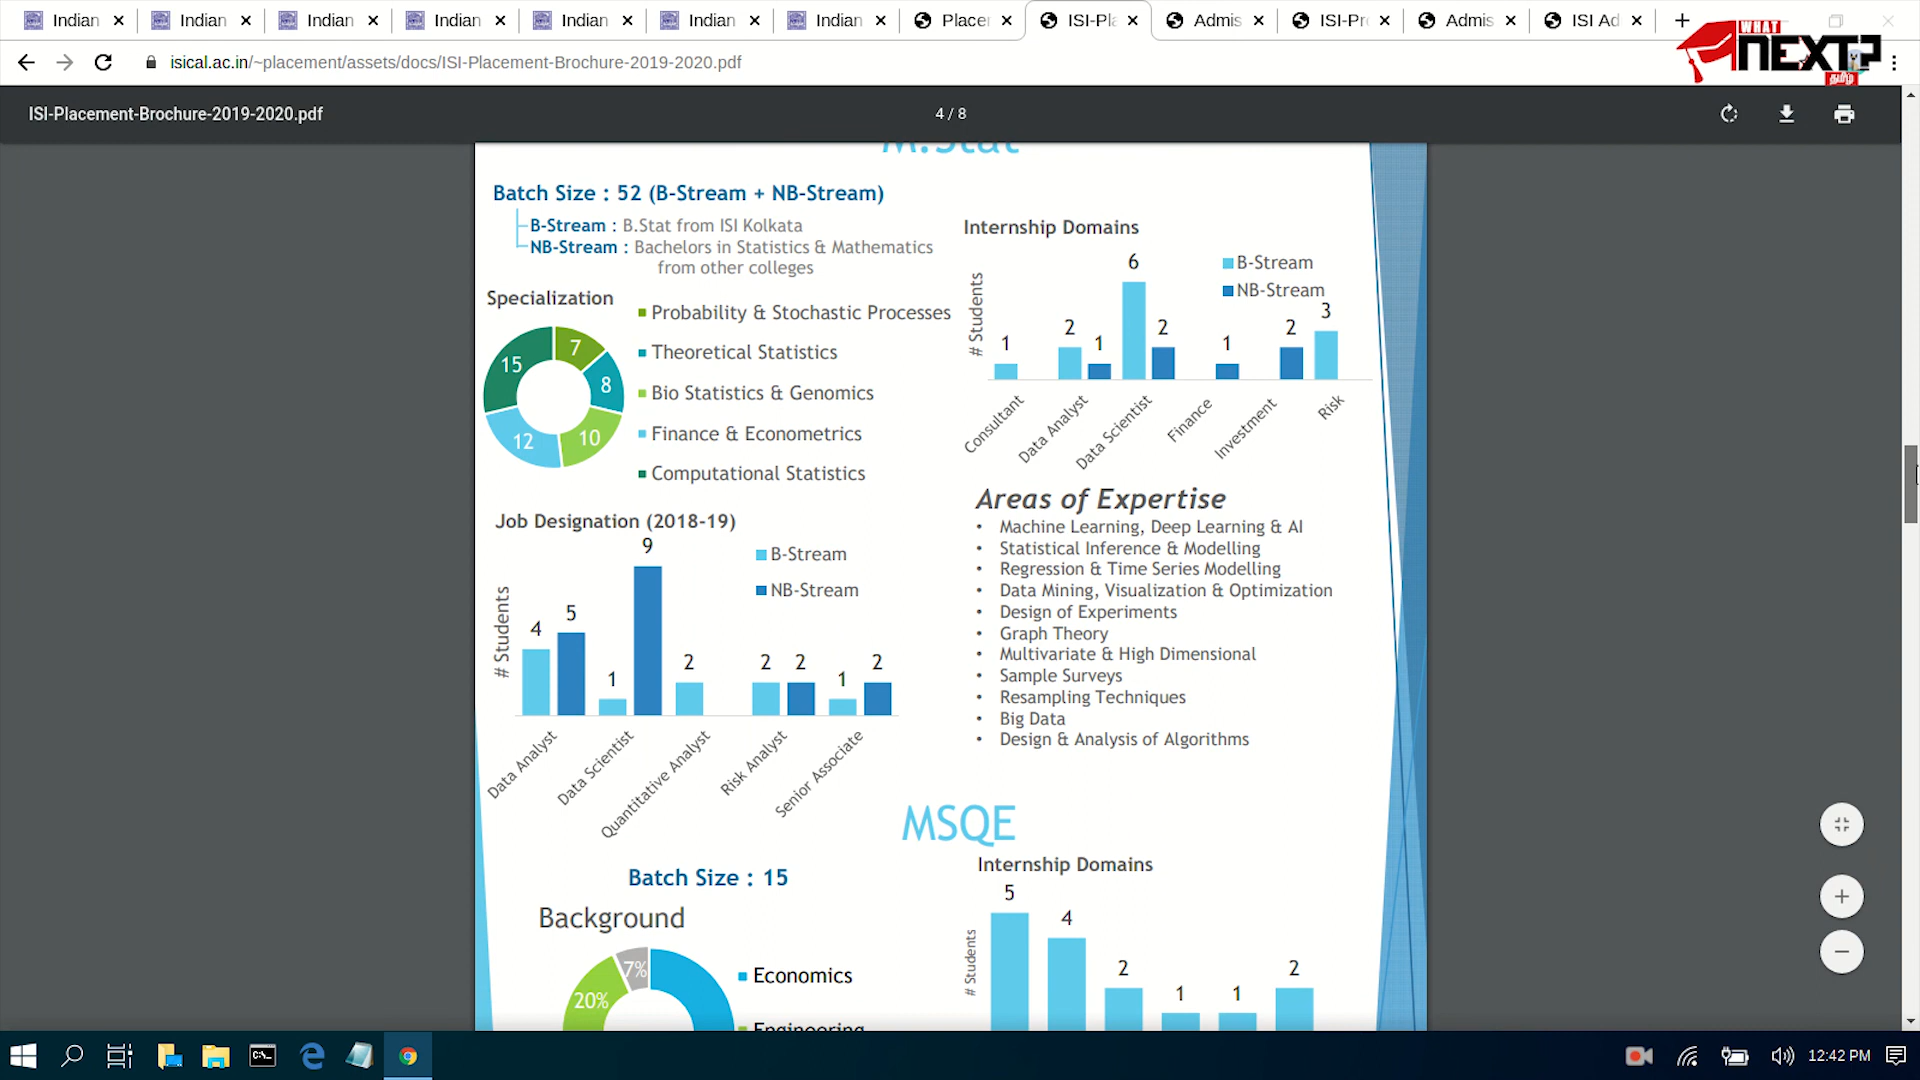 Indian
Indian
Indian
Indian
Indian
Indian
Indian
Placer
ISI-Pla
Admis
ISI-Pr
Admis
ISI Ad
WHAT
NEXT?
தமிழ்
isical.ac.in/~placement/assets/docs/ISI-Placement-Brochure-2019-2020.pdf
ISI-Placement-Brochure-2019-2020.pdf
4 / 8
M.Stat
Batch Size : 52 (B-Stream + NB-Stream)
B-Stream : B.Stat from ISI Kolkata
NB-Stream : Bachelors in Statistics & Mathematics
from other colleges
Specialization
7
8
10
12
15
Probability & Stochastic Processes
Theoretical Statistics
Bio Statistics & Genomics
Finance & Econometrics
Computational Statistics
Internship Domains
# Students
B-Stream
NB-Stream
1
2
1
6
2
1
2
3
Consultant
Data Analyst
Data Scientist
Finance
Investment
Risk
Job Designation (2018-19)
# Students
B-Stream
NB-Stream
4
5
1
9
2
2
2
1
2
Data Analyst
Data Scientist
Quantitative Analyst
Risk Analyst
Senior Associate
Areas of Expertise
• Machine Learning, Deep Learning & AI
• Statistical Inference & Modelling
• Regression & Time Series Modelling
• Data Mining, Visualization & Optimization
• Design of Experiments
• Graph Theory
• Multivariate & High Dimensional
• Sample Surveys
• Resampling Techniques
• Big Data
• Design & Analysis of Algorithms
MSQE
Batch Size : 15
Background
7%
20%
Economics
Engineering
Internship Domains
# Students
5
4
2
1
1
2
12:42 PM